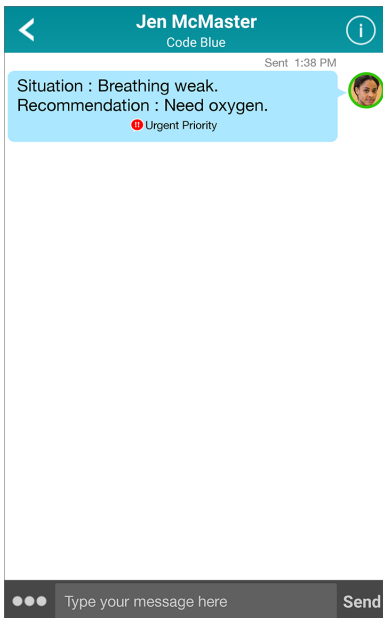 Jen McMaster
Code Blue
Sent 1:38 PM
Situation : Breathing weak.
Recommendation : Need oxygen.
!! Urgent Priority
Type your message here
Send